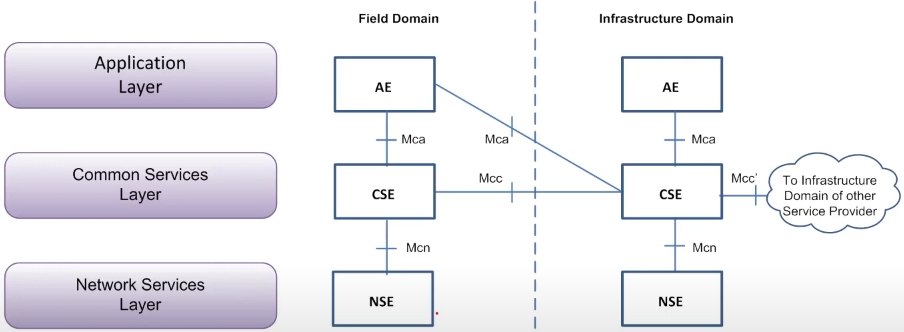 Field Domain
Infrastructure Domain
Application
Layer
AE
AE
Mca
Mca
Mca
Common Services
Layer
CSE
Mcc
CSE
Mcc'
To Infrastructure
Domain of other
Service Provider
Mcn
Mcn
Network Services
Layer
NSE
NSE